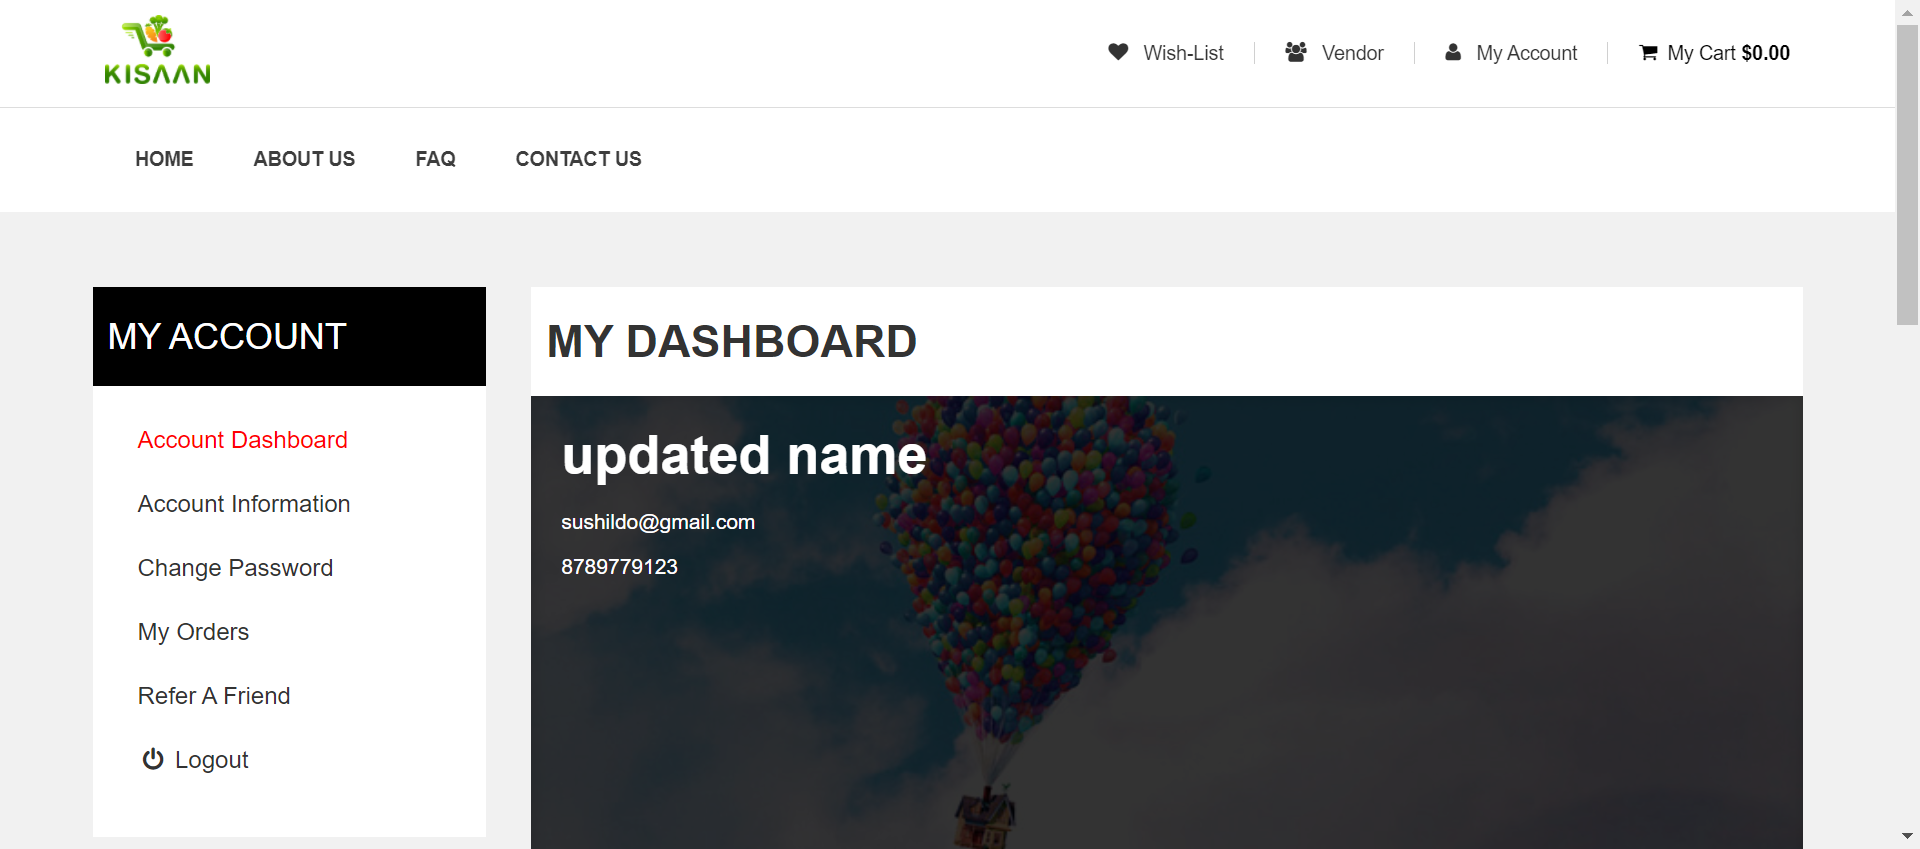 KISAAN
Wish-List
Vendor
My Account
My Cart $0.00
HOME
ABOUT US
FAQ
CONTACT US
MY ACCOUNT
Account Dashboard
Account Information
Change Password
My Orders
Refer A Friend
Logout
MY DASHBOARD
updated name
sushildo@gmail.com
8789779123